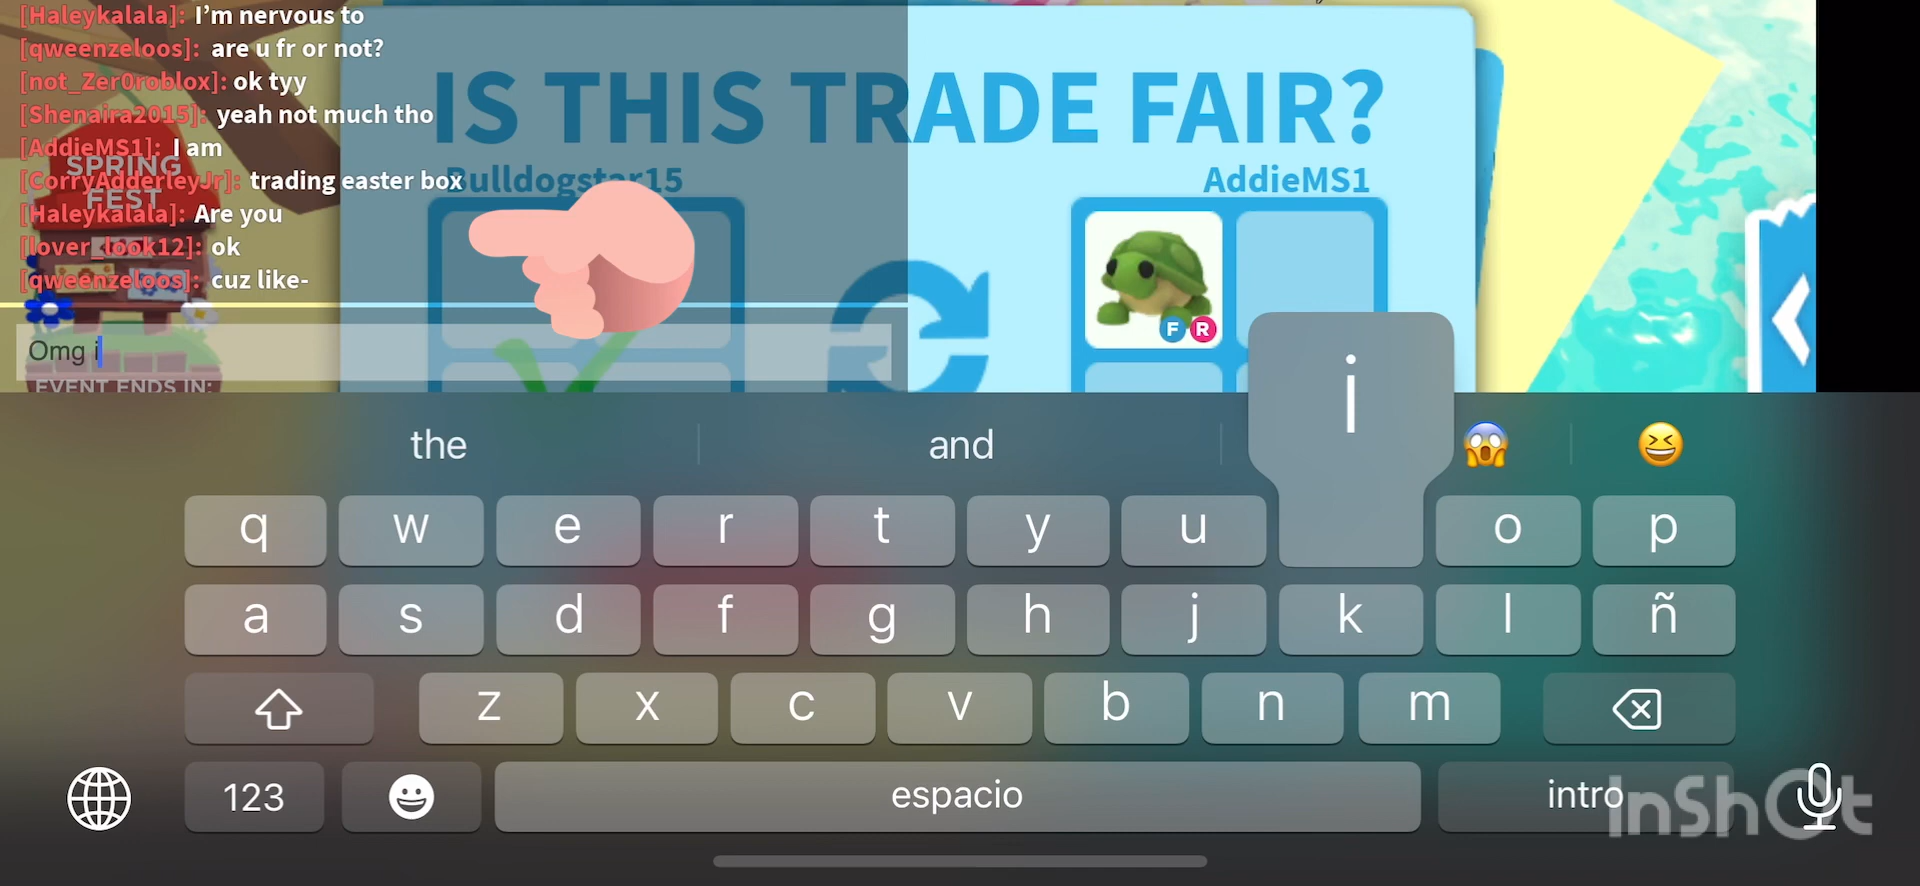 [Haleykalala]: I'm nervous to
[qweenzeloos]: are u fr or not?
[not_Zer0roblox]: ok tyy
[Shenaira2015]: yeah not much tho
[AddieMS1]: I am
[CorryAdderleyJr]: trading easter box
[Haleykalala]: Are you
[lover_look12]: ok
[qweenzeloos]: cuz like-
SPRING
FEST
Omg i
EVENT ENDS IN:
IS THIS TRADE FAIR?
Bulldogstar15
AddieMS1
F R
i
the and
q w e r t y u o p
a s d f g h j k l ñ
z x c v b n m
123 espacio intro
InShOt